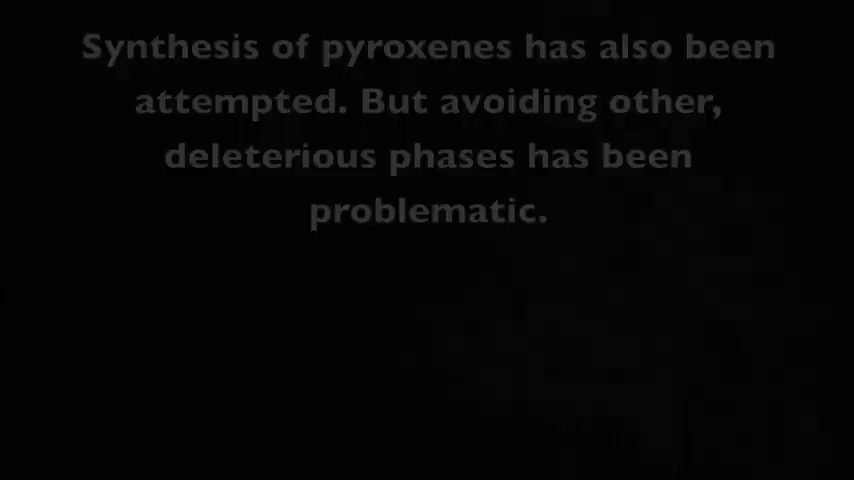 Synthesis of pyroxenes has also been
attempted. But avoiding other,
deleterious phases has been
problematic.